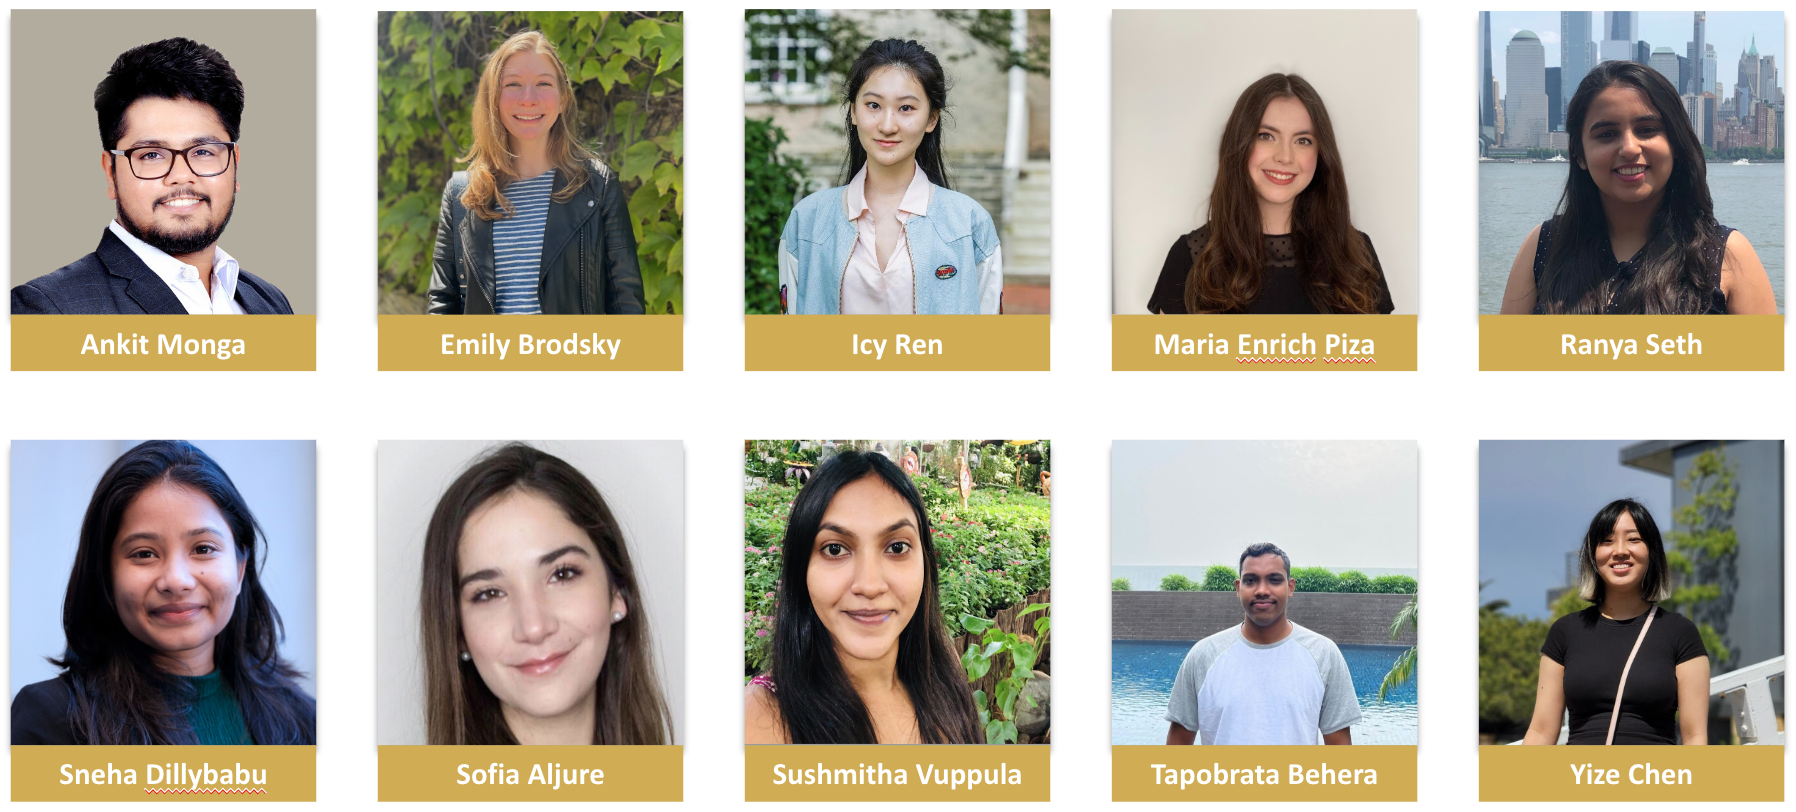 Ankit Monga
Emily Brodsky
Icy Ren
Maria Enrich Piza
Ranya Seth
Sneha Dillybabu
Sofia Aljure
Sushmitha Vuppula
Tapobrata Behera
Yize Chen